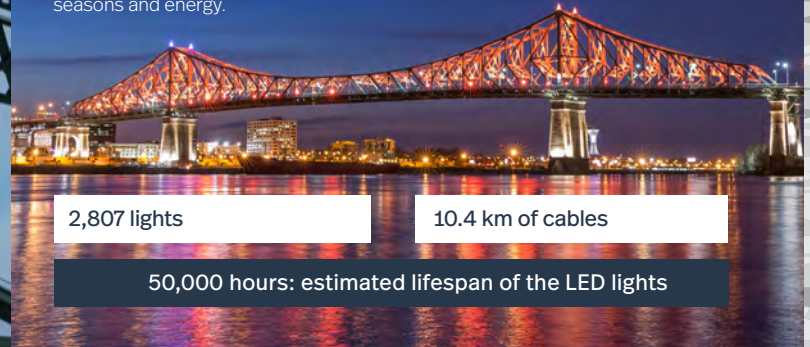 seasons and energy.
2,807 lights
10.4 km of cables
50,000 hours: estimated lifespan of the LED lights